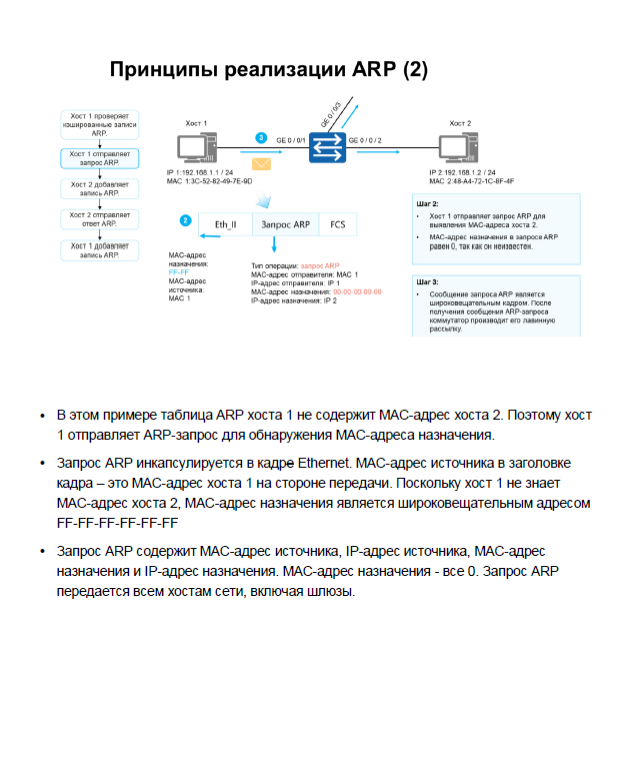 Принципы реализации ARP (2)
Хост 1 проверяет
кэшированные записи
ARP.
Хост 1 отправляет
запрос ARP.
Хост 2 добавляет
запись ARP.
Хост 2 отправляет
ответ ARP.
Хост 1 добавляет
запись ARP.
Хост 1
3
GE 0 / 0/1
GE 0 / 0/3
GE 0 / 0 / 2
Хост 2
IP 1:192.168.1.1 / 24
MAC 1:3C-52-82-49-7E-9D
IP 2:192.168.1.2 / 24
MAC 2:48-A4-72-1C-8F-4F
2
Eth_II
Запрос ARP
FCS
MAC-адрес
назначения:
FF-FF
MAC-адрес
источника:
MAC 1
Тип операции: запрос ARP
MAC-адрес отправителя: MAC 1
IP-адрес отправителя: IP 1
MAC-адрес назначения: 00-00-00-00-00
IP-адрес назначения: IP 2
Шаг 2:
• Хост 1 отправляет запрос ARP для
выявления MAC-адреса хоста 2.
• MAC-адрес назначения в запросе ARP
равен 0, так как он неизвестен.
Шаг 3:
• Сообщение запроса ARP является
широковещательным кадром. После
получения сообщения ARP-запроса
коммутатор производит его лавинную
рассылку.
• В этом примере таблица ARP хоста 1 не содержит MAC-адрес хоста 2. Поэтому хост
1 отправляет ARP-запрос для обнаружения MAC-адреса назначения.
• Запрос ARP инкапсулируется в кадре Ethernet. MAC-адрес источника в заголовке
кадра – это MAC-адрес хоста 1 на стороне передачи. Поскольку хост 1 не знает
MAC-адрес хоста 2, MAC-адрес назначения является широковещательным адресом
FF-FF-FF-FF-FF-FF
• Запрос ARP содержит MAC-адрес источника, IP-адрес источника, MAC-адрес
назначения и IP-адрес назначения. MAC-адрес назначения - все 0. Запрос ARP
передается всем хостам сети, включая шлюзы.